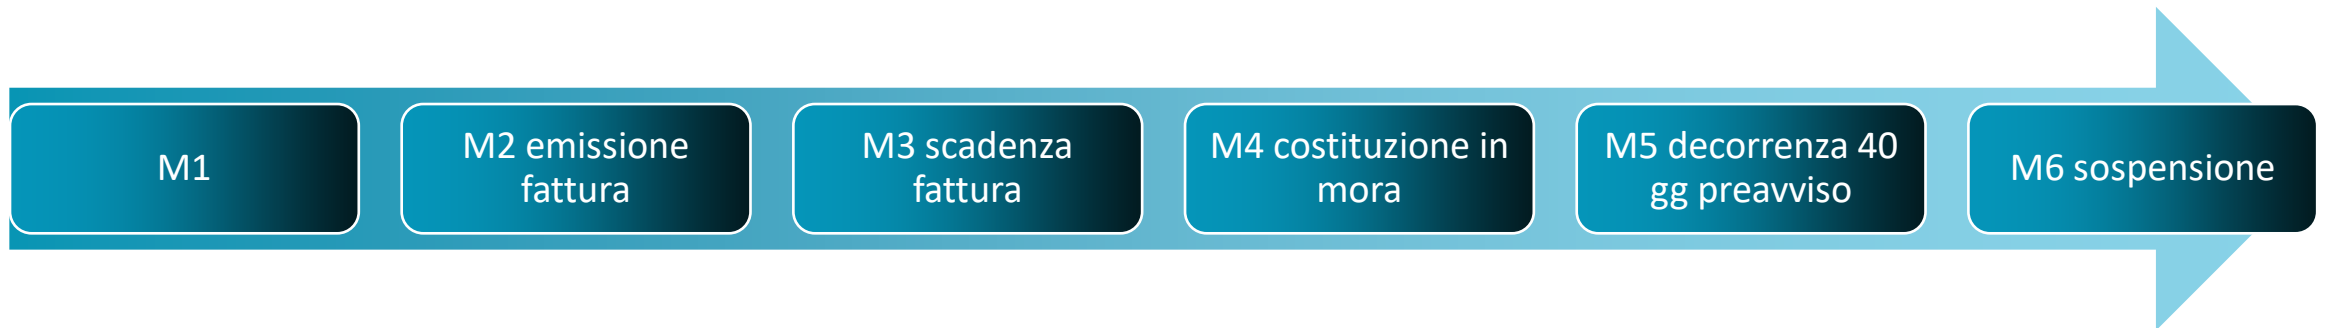 M1
M2 emissione
fattura
M3 scadenza
fattura
M4 costituzione in
mora
M5 decorrenza 40
gg preavviso
M6 sospensione